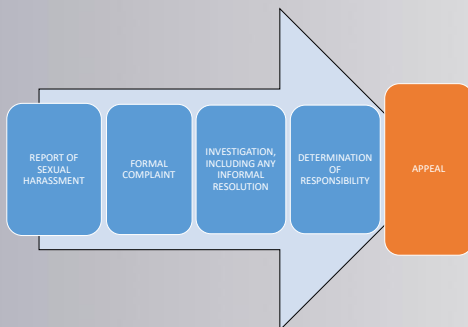 REPORT OF
SEXUAL
HARASSMENT
FORMAL
COMPLAINT
INVESTIGATION,
INCLUDING ANY
INFORMAL
RESOLUTION
DETERMINATION
OF
RESPONSIBILITY
APPEAL